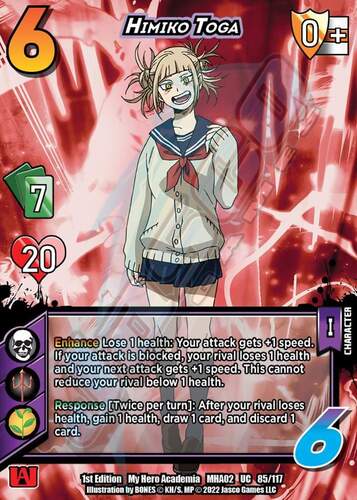 Himiko Toga
6
0+
7
20
I
CHARACTER
Enhance Lose 1 health: Your attack gets +1 speed.
If your attack is blocked, your rival loses 1 health
and your next attack gets +1 speed. This cannot
reduce your rival below 1 health.
Response [Twice per turn]: After your rival loses
health, gain 1 health, draw 1 card, and discard 1
card.
6
1st Edition My Hero Academia MHA02 UC 85/117
Illustration by BONES © KH/S, MP © 2022 Jasco Games LLC